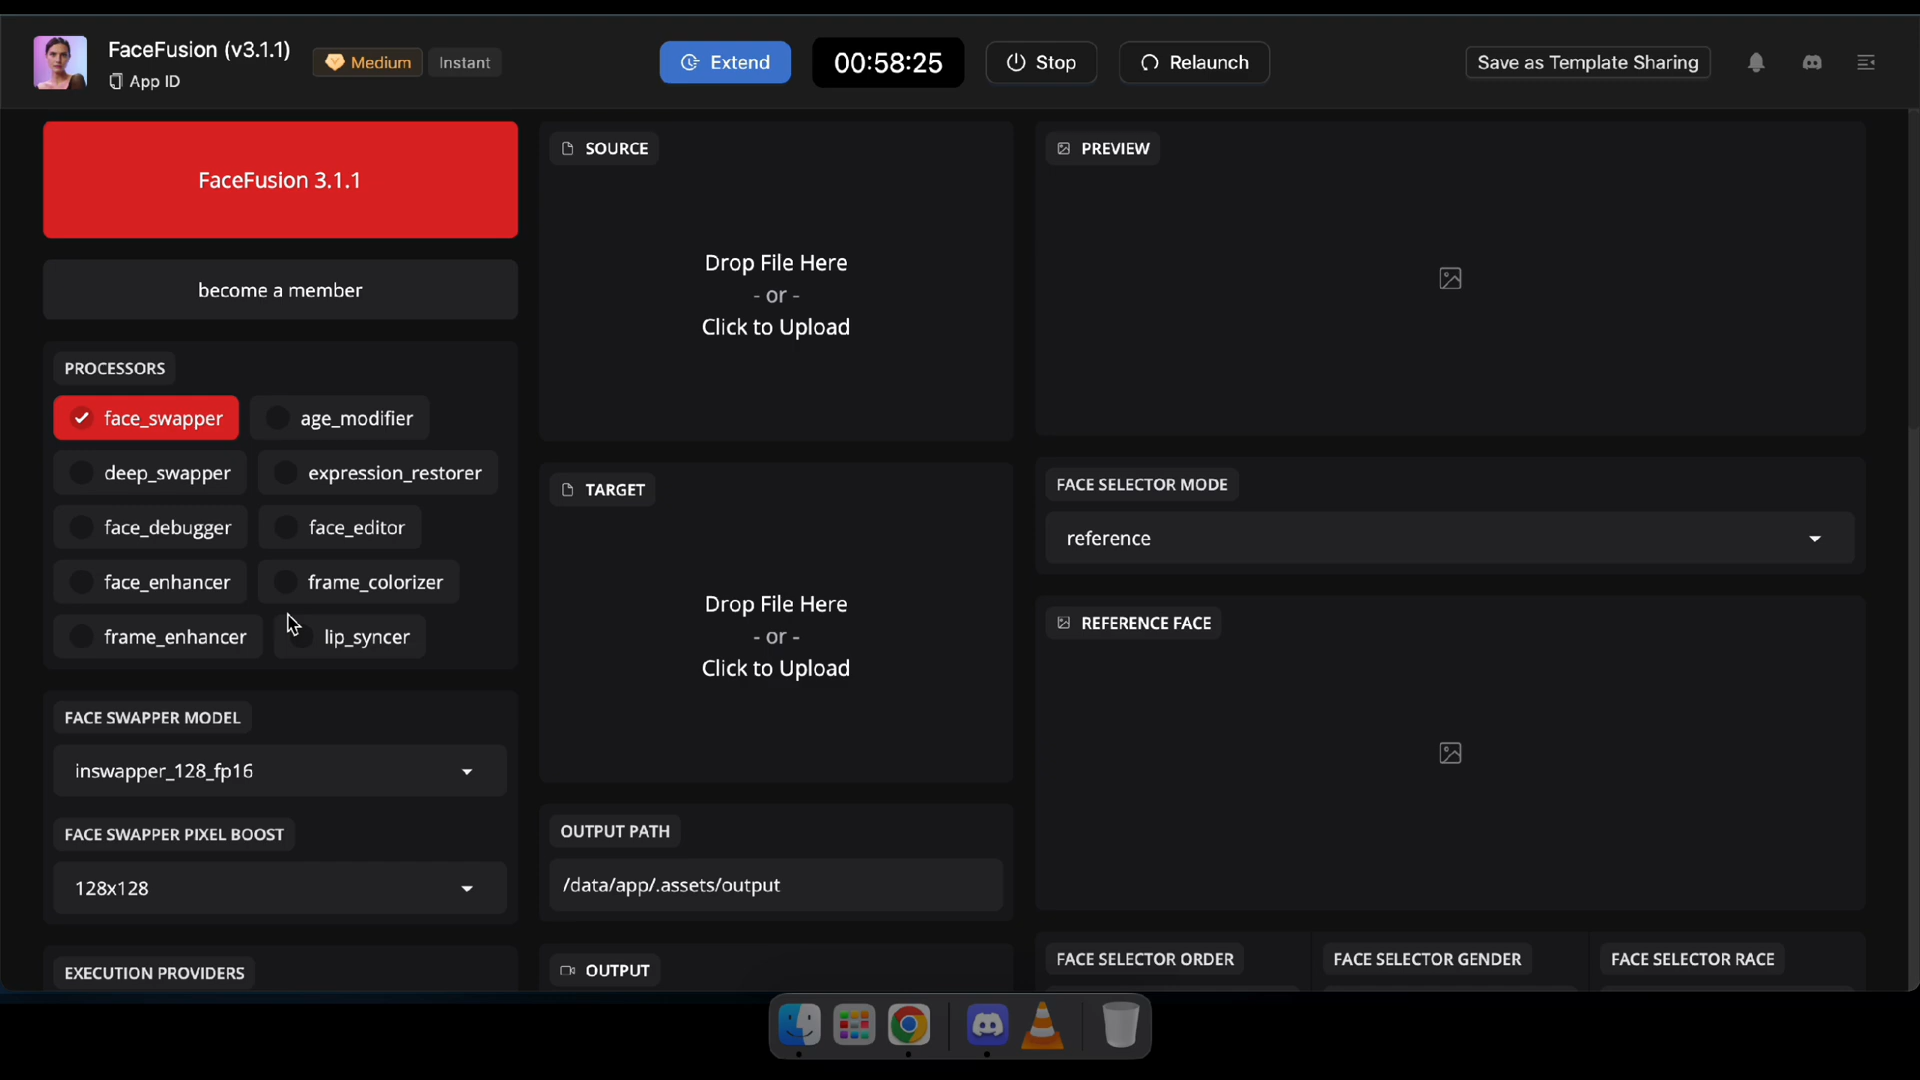 FaceFusion (v3.1.1)
App ID
Medium
Instant
Extend
00:58:25
Stop
Relaunch
Save as Template Sharing
FaceFusion 3.1.1
become a member
PROCESSORS
face_swapper
age_modifier
deep_swapper
expression_restorer
face_debugger
face_editor
face_enhancer
frame_colorizer
frame_enhancer
lip_syncer
FACE SWAPPER MODEL
inswapper_128_fp16
FACE SWAPPER PIXEL BOOST
128x128
EXECUTION PROVIDERS
SOURCE
Drop File Here
- or -
Click to Upload
TARGET
Drop File Here
- or -
Click to Upload
OUTPUT PATH
/data/app/.assets/output
OUTPUT
PREVIEW
FACE SELECTOR MODE
reference
REFERENCE FACE
FACE SELECTOR ORDER
FACE SELECTOR GENDER
FACE SELECTOR RACE